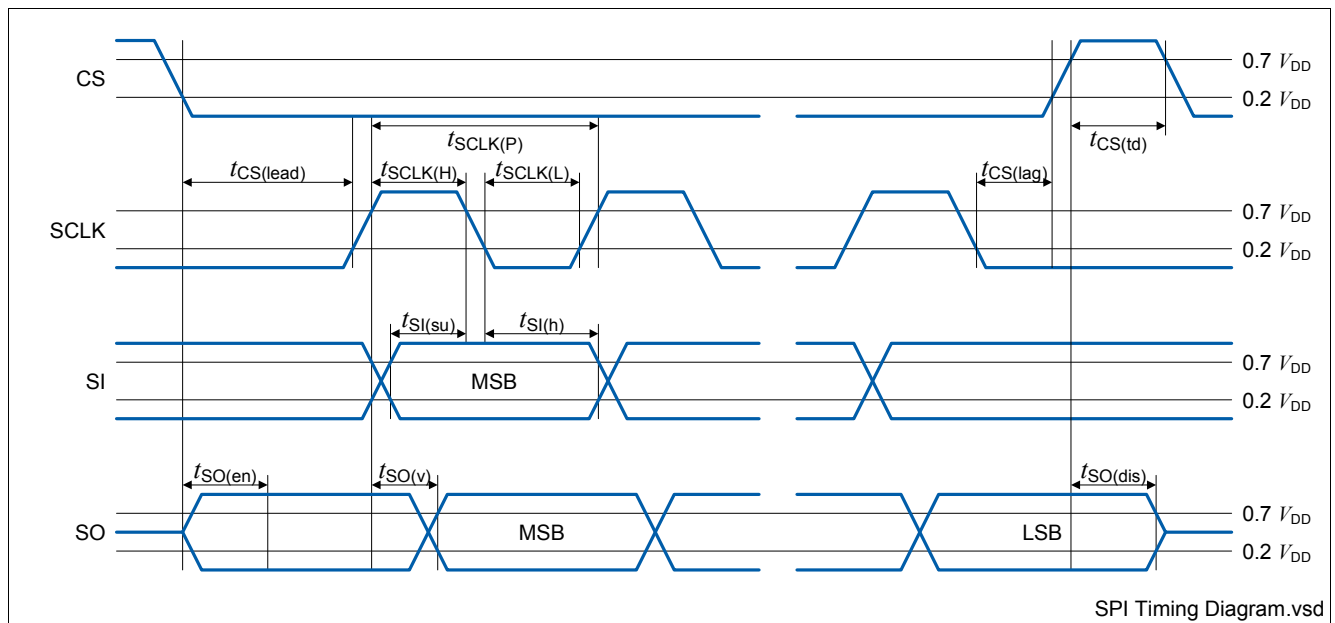 CS
0.7 VDD
0.2 VDD
tSCLK(P)
tCS(td)
tCS(lead)
tSCLK(H)
tSCLK(L)
tCS(lag)
SCLK
0.7 VDD
0.2 VDD
tSI(su)
tSI(h)
SI
MSB
0.7 VDD
0.2 VDD
tSO(en)
tSO(v)
tSO(dis)
SO
MSB
LSB
0.7 VDD
0.2 VDD
SPI Timing Diagram.vsd